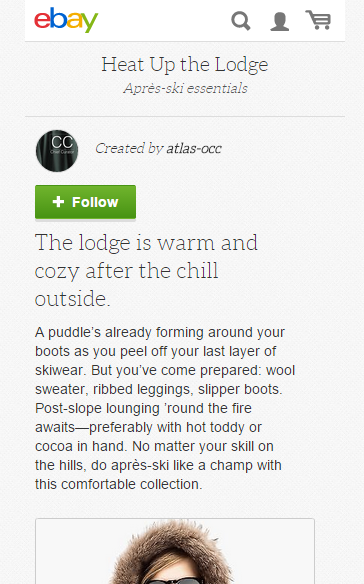 ebay
Heat Up the Lodge
Après-ski essentials
CC
Created by atlas-occ
+ Follow
The lodge is warm and
cozy after the chill
outside.
A puddle's already forming around your
boots as you peel off your last layer of
skiwear. But you've come prepared: wool
sweater, ribbed leggings, slipper boots.
Post-slope lounging 'round the fire
awaits—preferably with hot toddy or
cocoa in hand. No matter your skill on
the hills, do après-ski like a champ with
this comfortable collection.